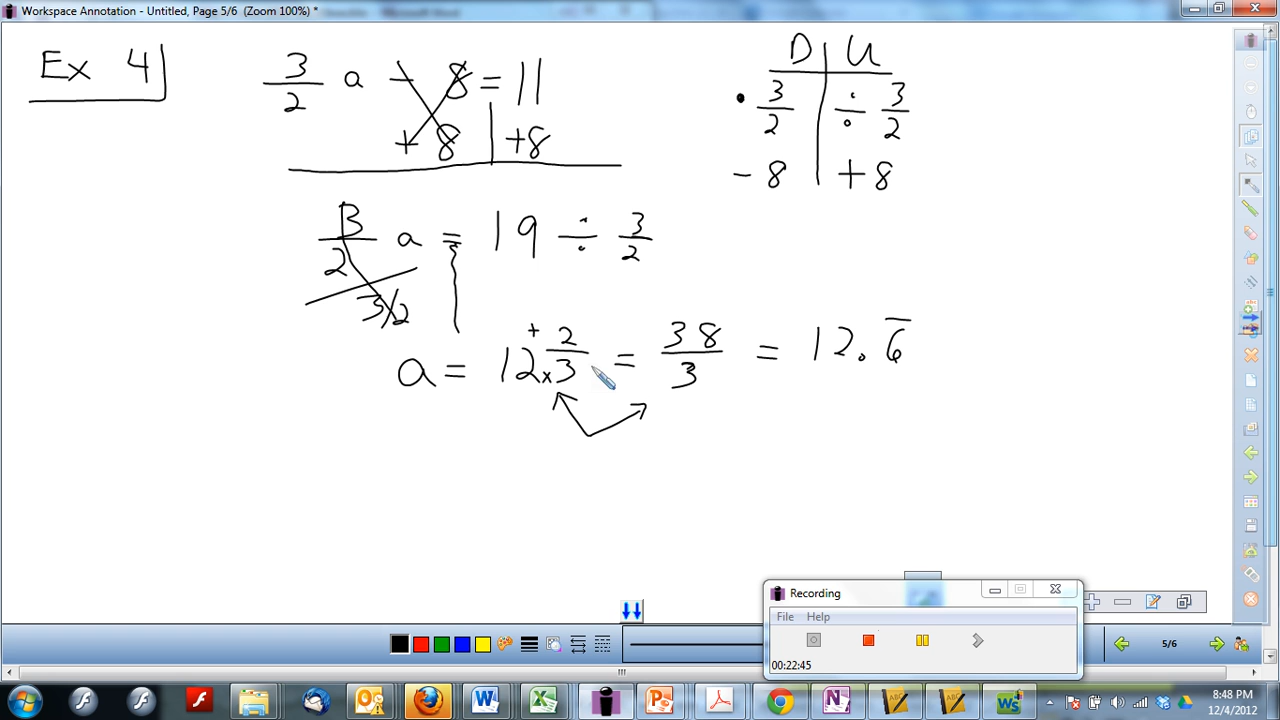 Workspace Annotation - Untitled, Page 5/6 (Zoom 100%) *
Ex 4
3/2 a - 8 = 11
+ 8 | +8
D | U
• 3/2 | ÷ 3/2
- 8 | + 8
3/2 a = 19 ÷ 3/2
3/2
a = 12 + 2/x3 = 38/3 = 12.6̅
Recording
File Help
00:22:45
5/6
8:48 PM
12/4/2012